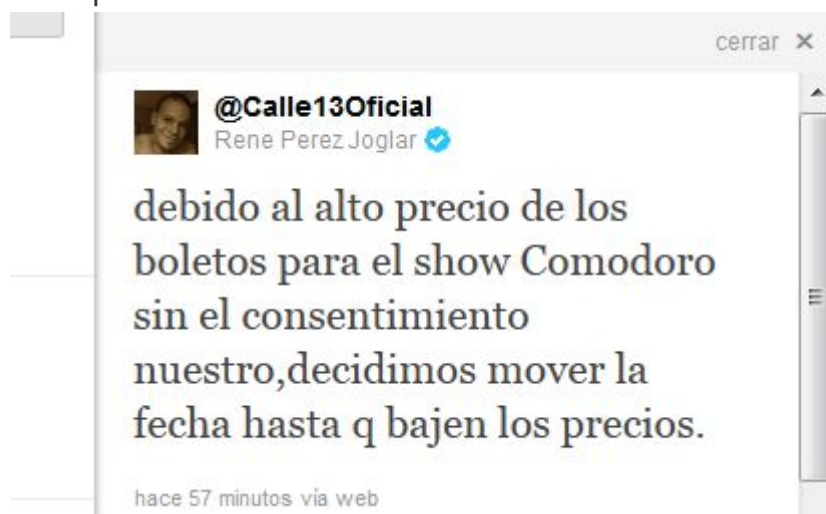 cerrar ×
@Calle13Oficial
Rene Perez Joglar
debido al alto precio de los
boletos para el show Comodoro
sin el consentimiento
nuestro,decidimos mover la
fecha hasta q bajen los precios.
hace 57 minutos vía web